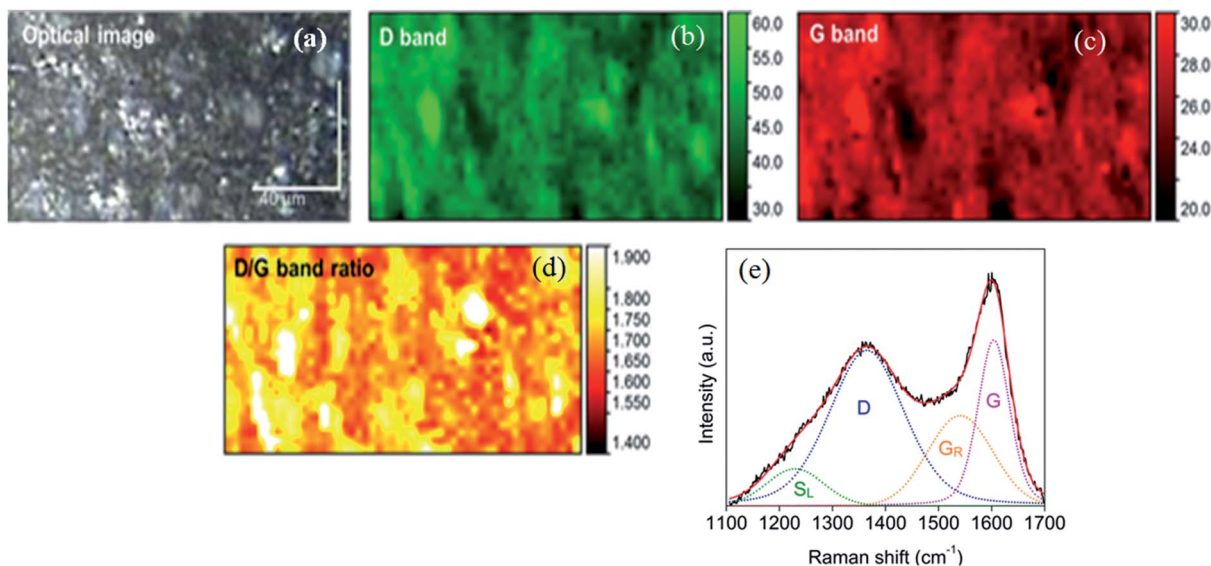 Optical image (a)
40 µm
D band (b)
60.0
50.0
45.0
40.0
30.0
G band (c)
30.0
28.0
26.0
24.0
20.0
D/G band ratio (d)
1.900
1.800
1.750
1.700
1.650
1.600
1.550
1.400
(e)
Intensity (a.u.)
D
G
GR
SL
1100 1200 1300 1400 1500 1600 1700
Raman shift (cm-1)